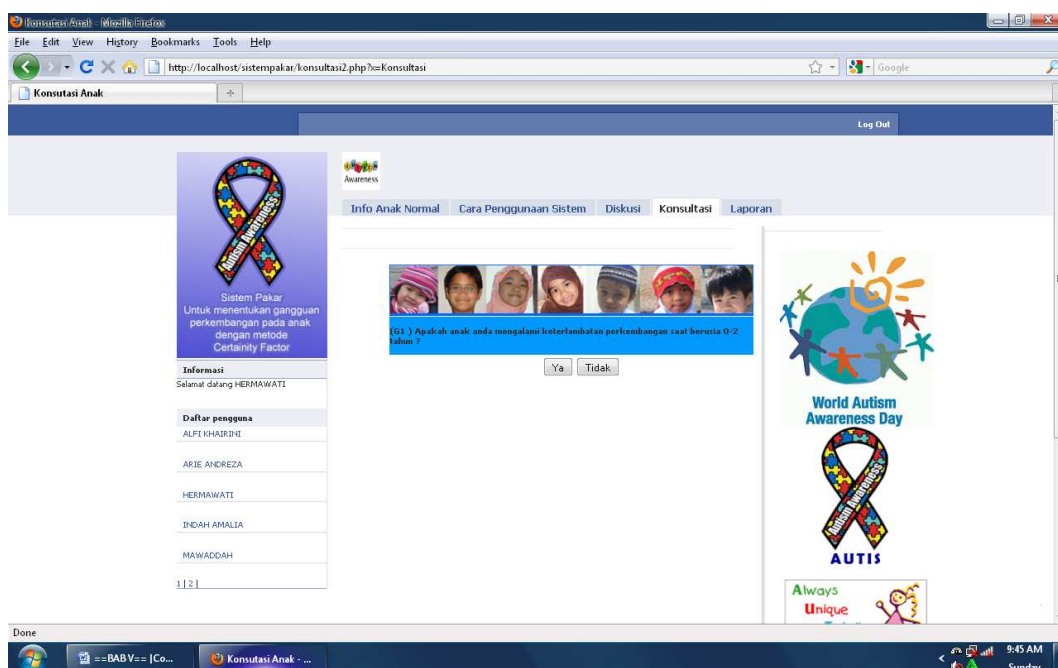 Konsutasi Anak - Mozilla Firefox
File Edit View History Bookmarks Tools Help
http://localhost/sistempakar/konsultasi2.php?x=Konsultasi
Google
Konsutasi Anak
Log Out
Autism Awareness
Sistem Pakar
Untuk menentukan gangguan
perkembangan pada anak
dengan metode
Certainity Factor
Informasi
Selamat datang HERMAWATI
Daftar pengguna
ALFI KHAIRINI
ARIE ANDREZA
HERMAWATI
INDAH AMALIA
MAWADDAH
1 | 2 |
Awareness
Info Anak Normal Cara Penggunaan Sistem Diskusi Konsultasi Laporan
(G1 ) Apakah anak anda mengalami keterlambatan perkembangan saat berusia 0-2
tahun ?
Ya Tidak
World Autism
Awareness Day
Autism Awareness
AUTIS
Always
Unique
Done
==BAB V== [Co...
Konsutasi Anak - ...
9:45 AM
Sunday